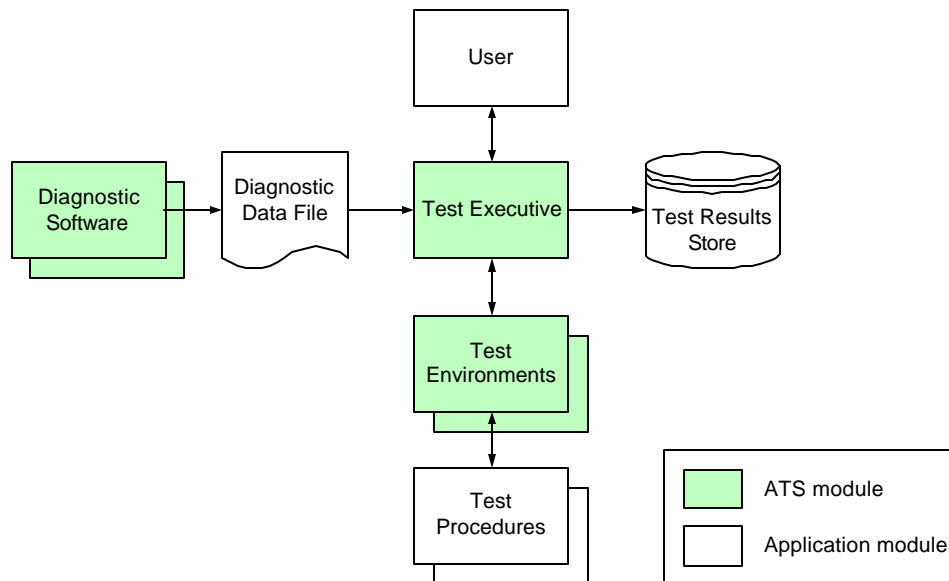 User
Diagnostic
Software
Diagnostic
Data File
Test Executive
Test Results
Store
Test
Environments
Test
Procedures
ATS module
Application module